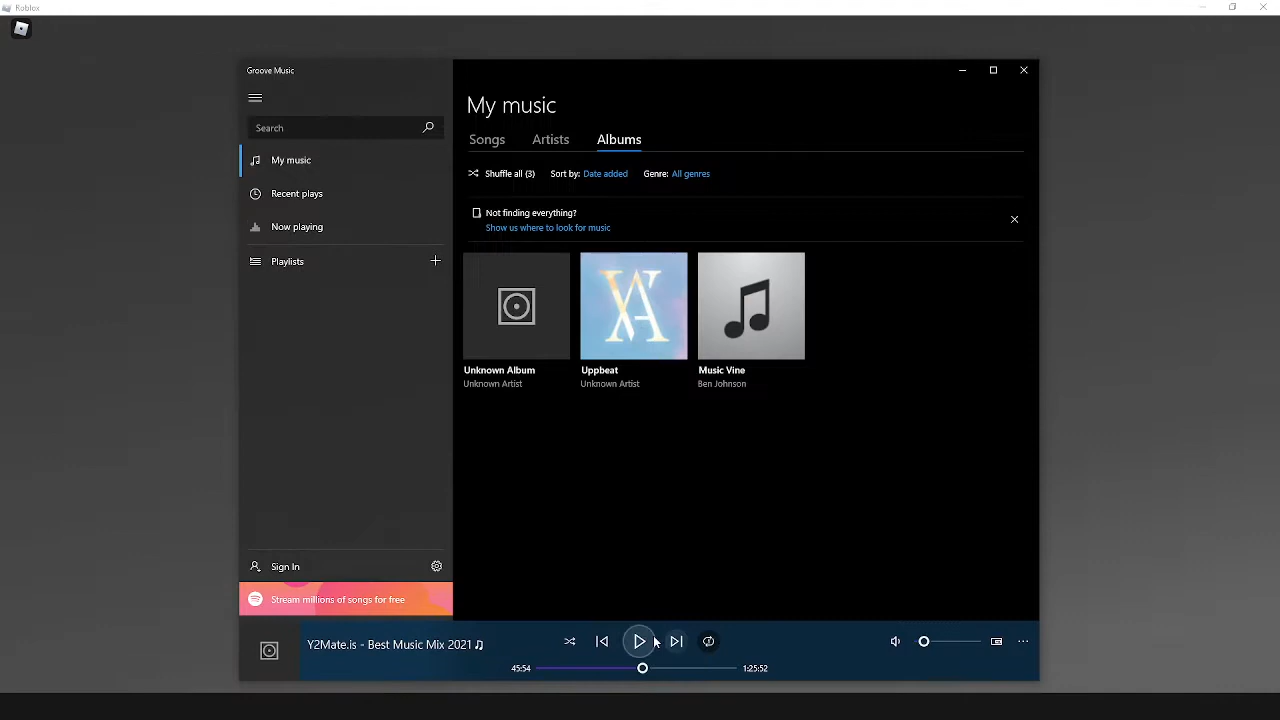 Roblox
Groove Music
Search
My music
Recent plays
Now playing
Playlists
Sign In
Stream millions of songs for free
My music
Songs Artists Albums
Shuffle all (3) Sort by: Date added Genre: All genres
Not finding everything?
Show us where to look for music
YA
Unknown Album Uppbeat Music Vine
Unknown Artist Unknown Artist Ben Johnson
Y2Mate.is - Best Music Mix 2021 🎵
45:54 1:25:52